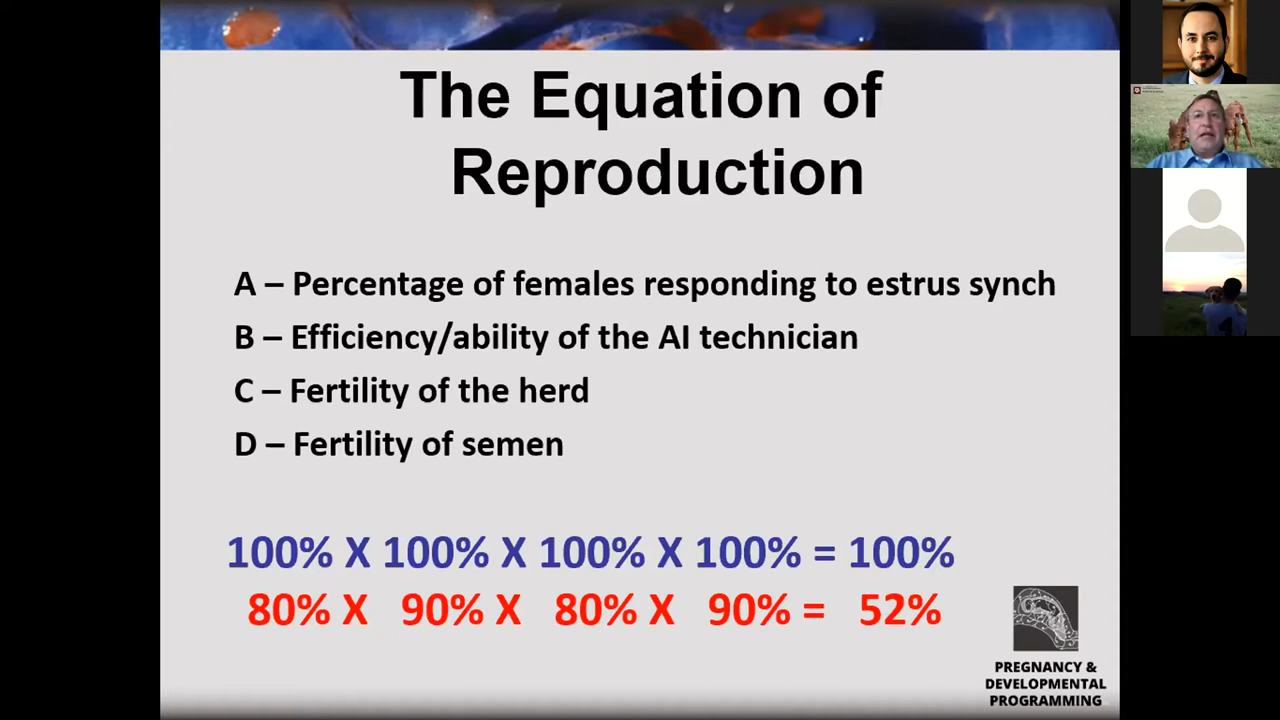 The Equation of
Reproduction
A – Percentage of females responding to estrus synch
B – Efficiency/ability of the AI technician
C – Fertility of the herd
D – Fertility of semen
100% X 100% X 100% X 100% = 100%
80% X 90% X 80% X 90% = 52%
PREGNANCY &
DEVELOPMENTAL
PROGRAMMING